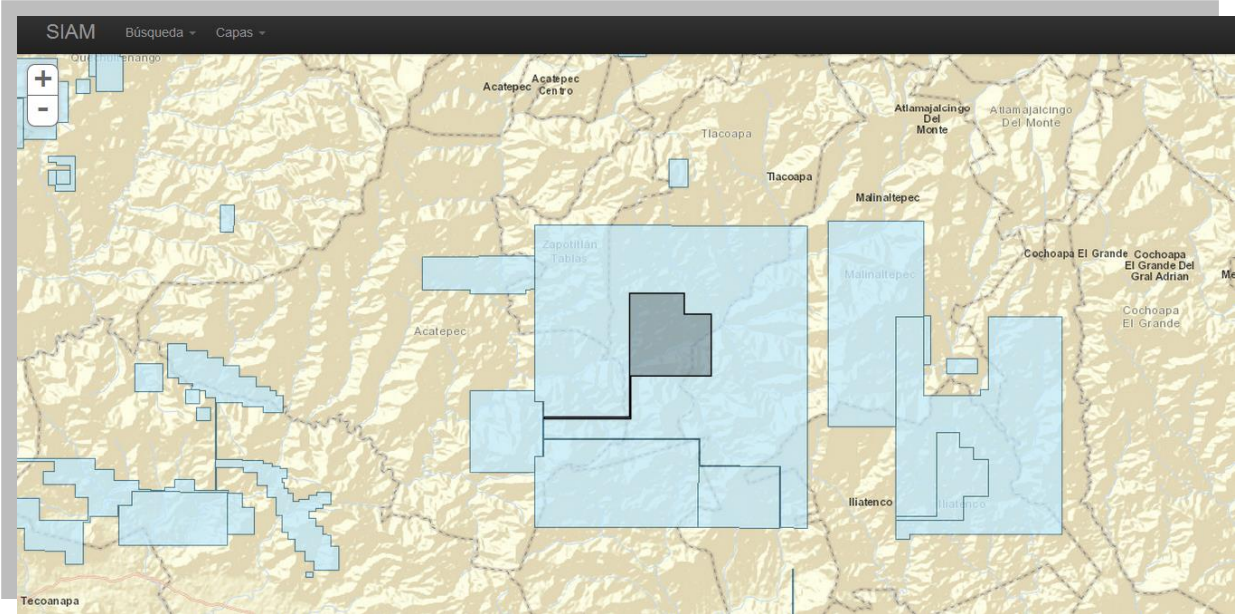 SIAM Búsqueda Capas
+
-
Quechultenango
Acatepec
Acatepec
Centro
Atlamajalcingo
Del
Monte
Atlamajalcingo
Del Monte
Tlacoapa
Tlacoapa
Malinaltepec
Zapotitlán
Tablas
Malinaltepec
Cochoapa El Grande
Cochoapa
El Grande Del
Gral Adrian
Me
Cochoapa
El Grande
Acatepec
Iliatenco
Iliatenco
Tecoanapa